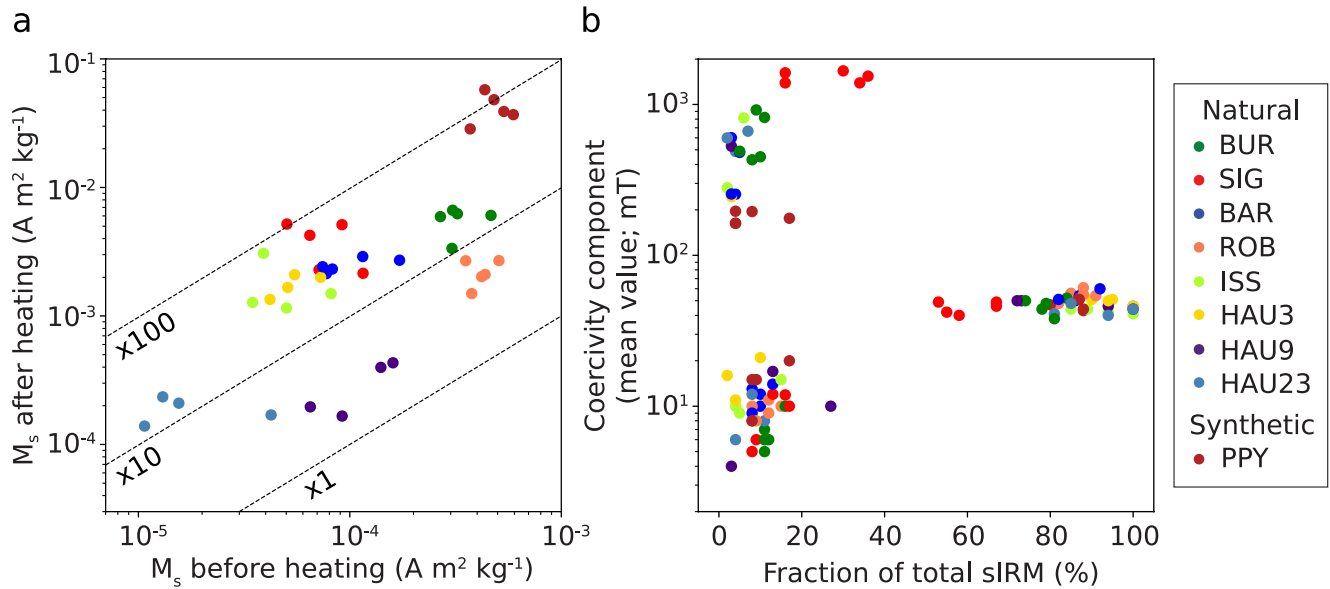 a
b
10⁻¹
10⁻²
10⁻³
10⁻⁴
Mₛ after heating (A m² kg⁻¹)
x100
x10
x1
10⁻⁵
10⁻⁴
10⁻³
Mₛ before heating (A m² kg⁻¹)
10³
10²
10¹
Coercivity component
(mean value; mT)
0
20
40
60
80
100
Fraction of total sIRM (%)
Natural
BUR
SIG
BAR
ROB
ISS
HAU3
HAU9
HAU23
Synthetic
PPY